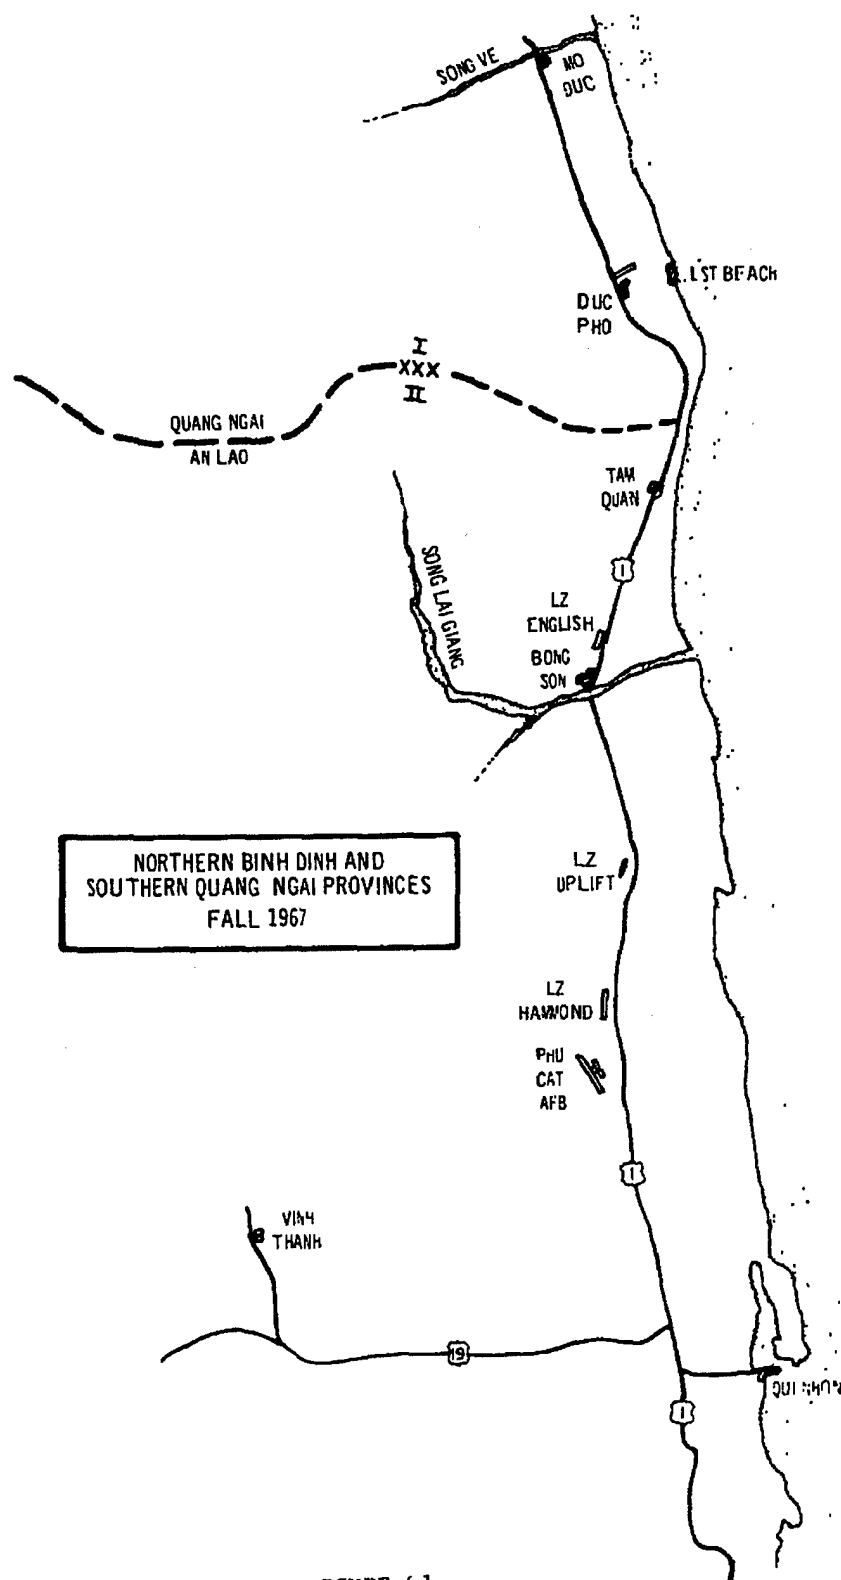 SONG VE
MO
DUC
LST BEACH
DUC
PHO
I
XXX
II
QUANG NGAI
AN LAO
TAM
QUAN
1
SONG LAI GIANG
LZ
ENGLISH
BONG
SON
NORTHERN BINH DINH AND
SOUTHERN QUANG NGAI PROVINCES
FALL 1967
LZ
UPLIFT
LZ
HAMMOND
PHU
CAT
AFB
1
VINH
THANH
19
QUI NHON
1